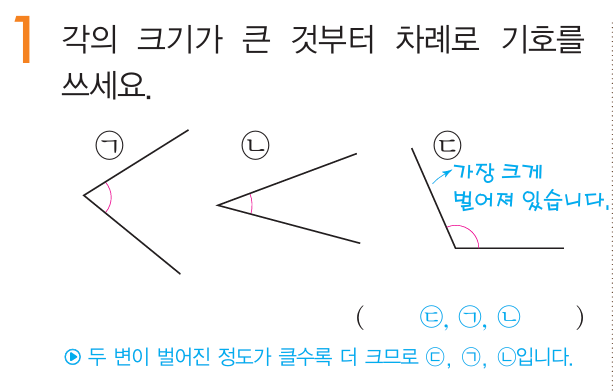 1 각의 크기가 큰 것부터 차례로 기호를
쓰세요.
㉠ ㉡ ㉢
가장 크게
벌어져 있습니다.
( ㉢, ㉠, ㉡ )
두 변이 벌어진 정도가 클수록 더 크므로 ㉢, ㉠, ㉡입니다.